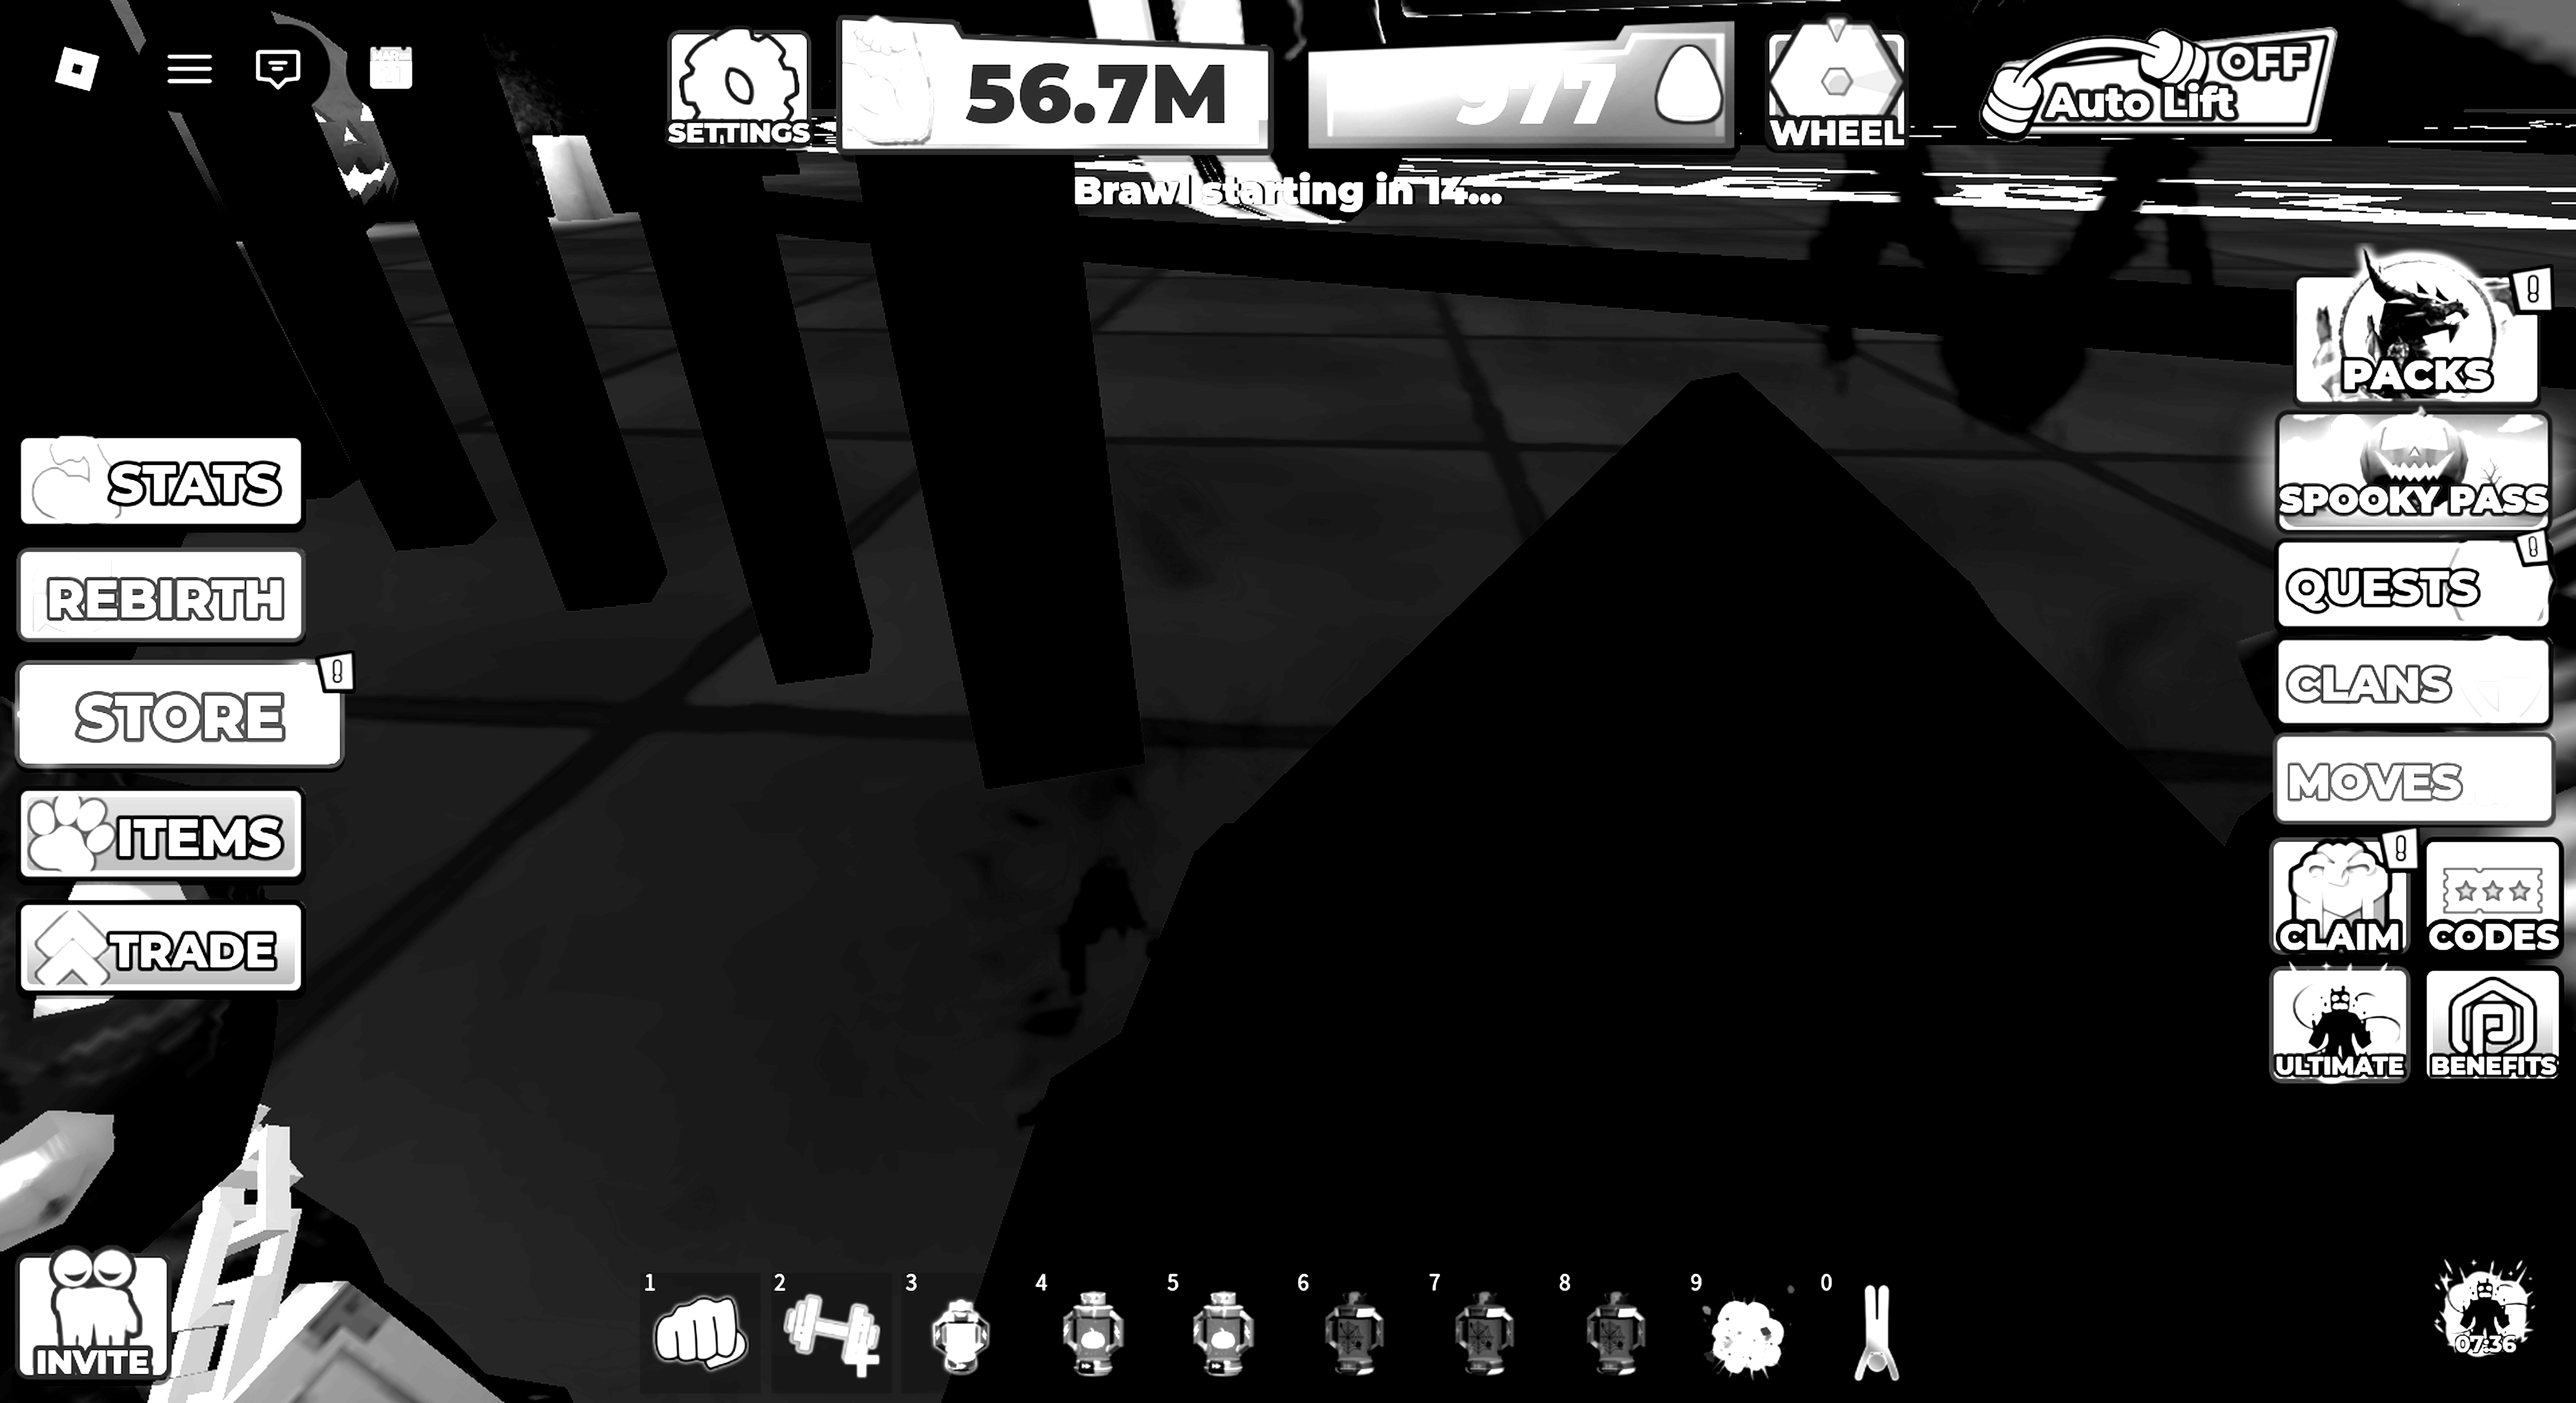 SETTINGS
56.7M
977
WHEEL
OFF
Auto Lift
Brawl starting in 14...
PACKS
SPOOKY PASS
QUESTS
CLANS
MOVES
CLAIM
CODES
ULTIMATE
BENEFITS
STATS
REBIRTH
STORE
ITEMS
TRADE
INVITE
1 2 3 4 5 6 7 8 9 0
07:36